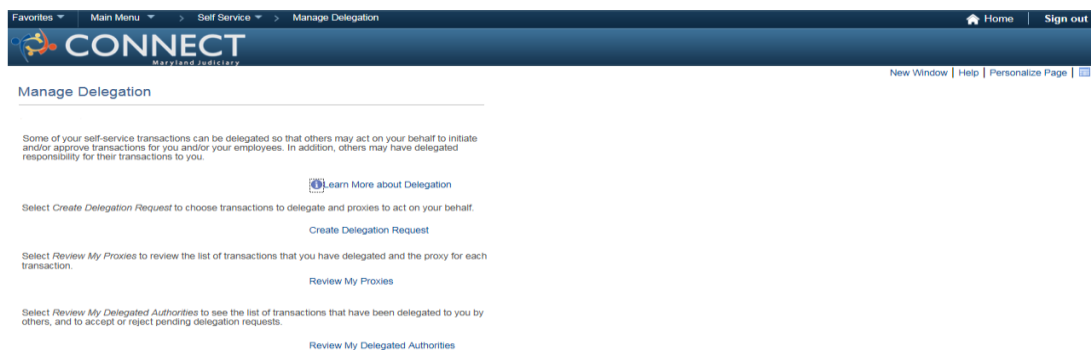 Favorites Main Menu > Self Service > Manage Delegation Home Sign out
CONNECT
Maryland Judiciary
New Window | Help | Personalize Page |
Manage Delegation
Some of your self-service transactions can be delegated so that others may act on your behalf to initiate
and/or approve transactions for you and/or your employees. In addition, others may have delegated
responsibility for their transactions to you.
Learn More about Delegation
Select Create Delegation Request to choose transactions to delegate and proxies to act on your behalf.
Create Delegation Request
Select Review My Proxies to review the list of transactions that you have delegated and the proxy for each
transaction.
Review My Proxies
Select Review My Delegated Authorities to see the list of transactions that have been delegated to you by
others, and to accept or reject pending delegation requests.
Review My Delegated Authorities